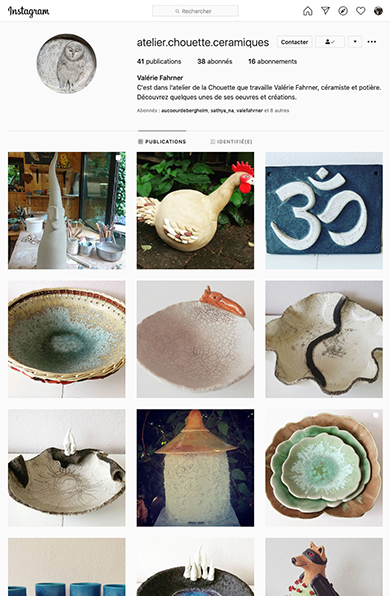 Instagram
Rechercher
atelier.chouette.ceramiques
Contacter
41 publications 38 abonnés 16 abonnements
Valérie Fahrner
C'est dans l'atelier de la Chouette que travaille Valérie Fahrner, céramiste et potière.
Découvrez quelques unes de ses oeuvres et créations.
Abonnés : aucoeurdebergheim, sathya_na, valefahrner et 8 autres
PUBLICATIONS IDENTIFIÉ(E)
ॐ